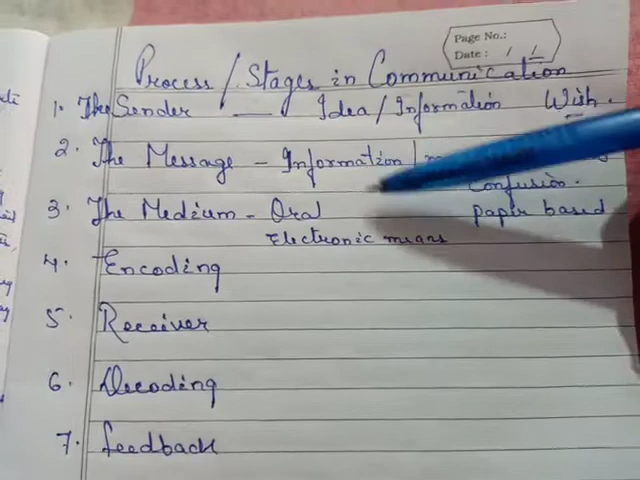 Page No.:
Date : / /
Process / Stages in Communication
1. The Sender — Idea / Information Wish.
2. The Message - Information /
Confusion.
3. The Medium - Oral paper based
Electronic means
4. Encoding
5. Receiver
6. Decoding
7. feedback